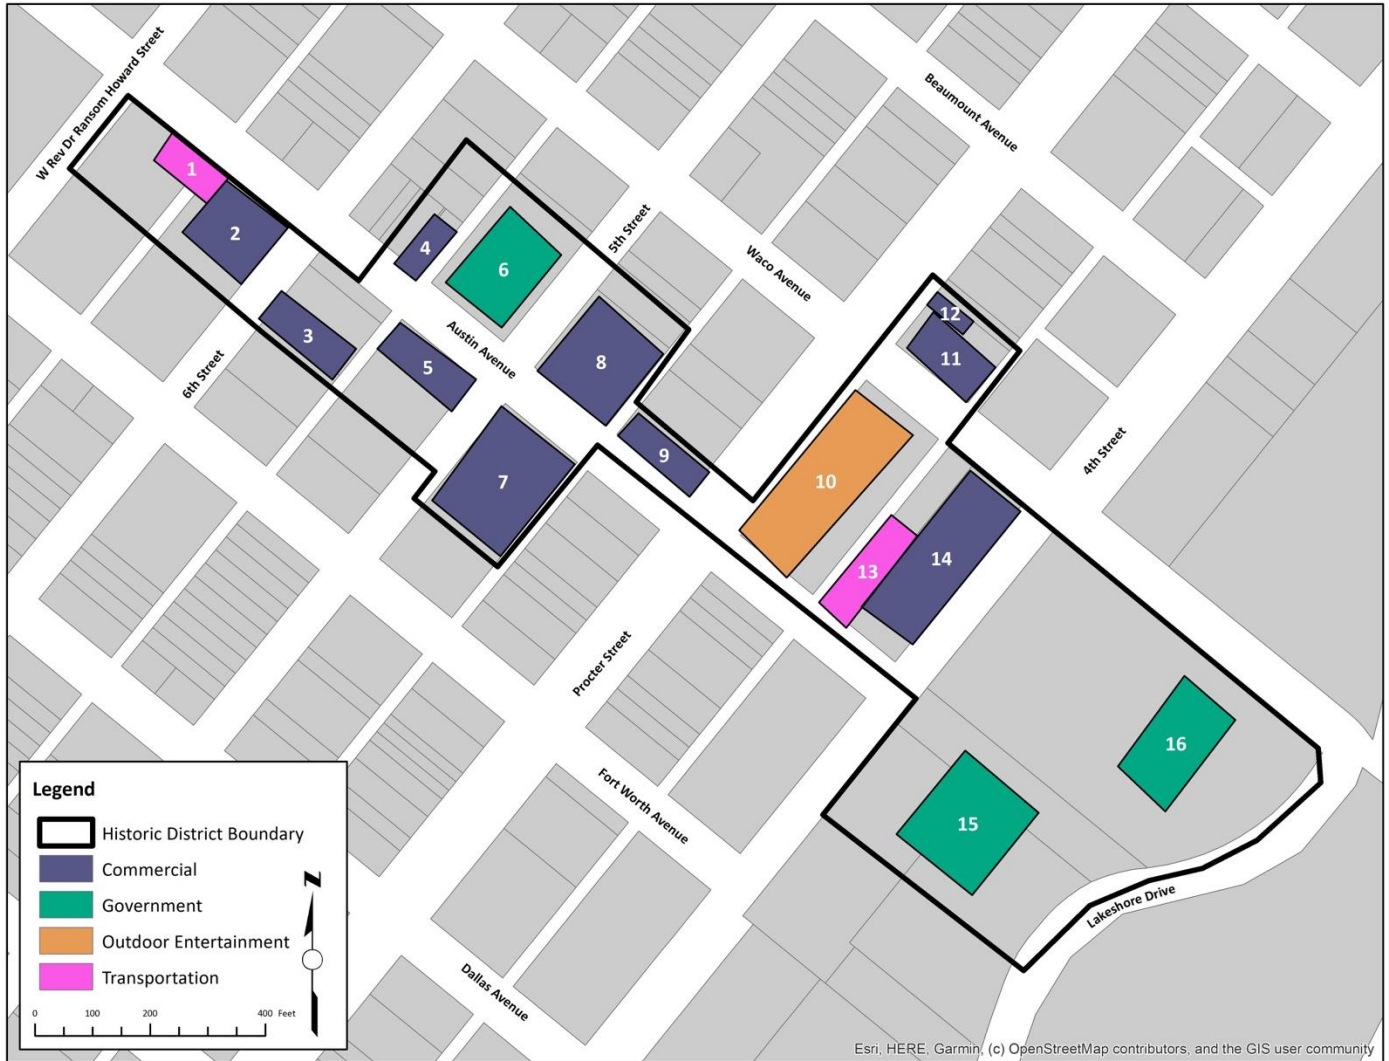 W Rev Dr Ransom Howard Street
Beaumount Avenue
1
2
3
4
5
6
7
8
9
10
11
12
13
14
15
16
5th Street
Waco Avenue
Austin Avenue
6th Street
4th Street
Procter Street
Fort Worth Avenue
Dallas Avenue
Lakeshore Drive
Legend
Historic District Boundary
Commercial
Government
Outdoor Entertainment
Transportation
N
0 100 200 400 Feet
Esri, HERE, Garmin, (c) OpenStreetMap contributors, and the GIS user community